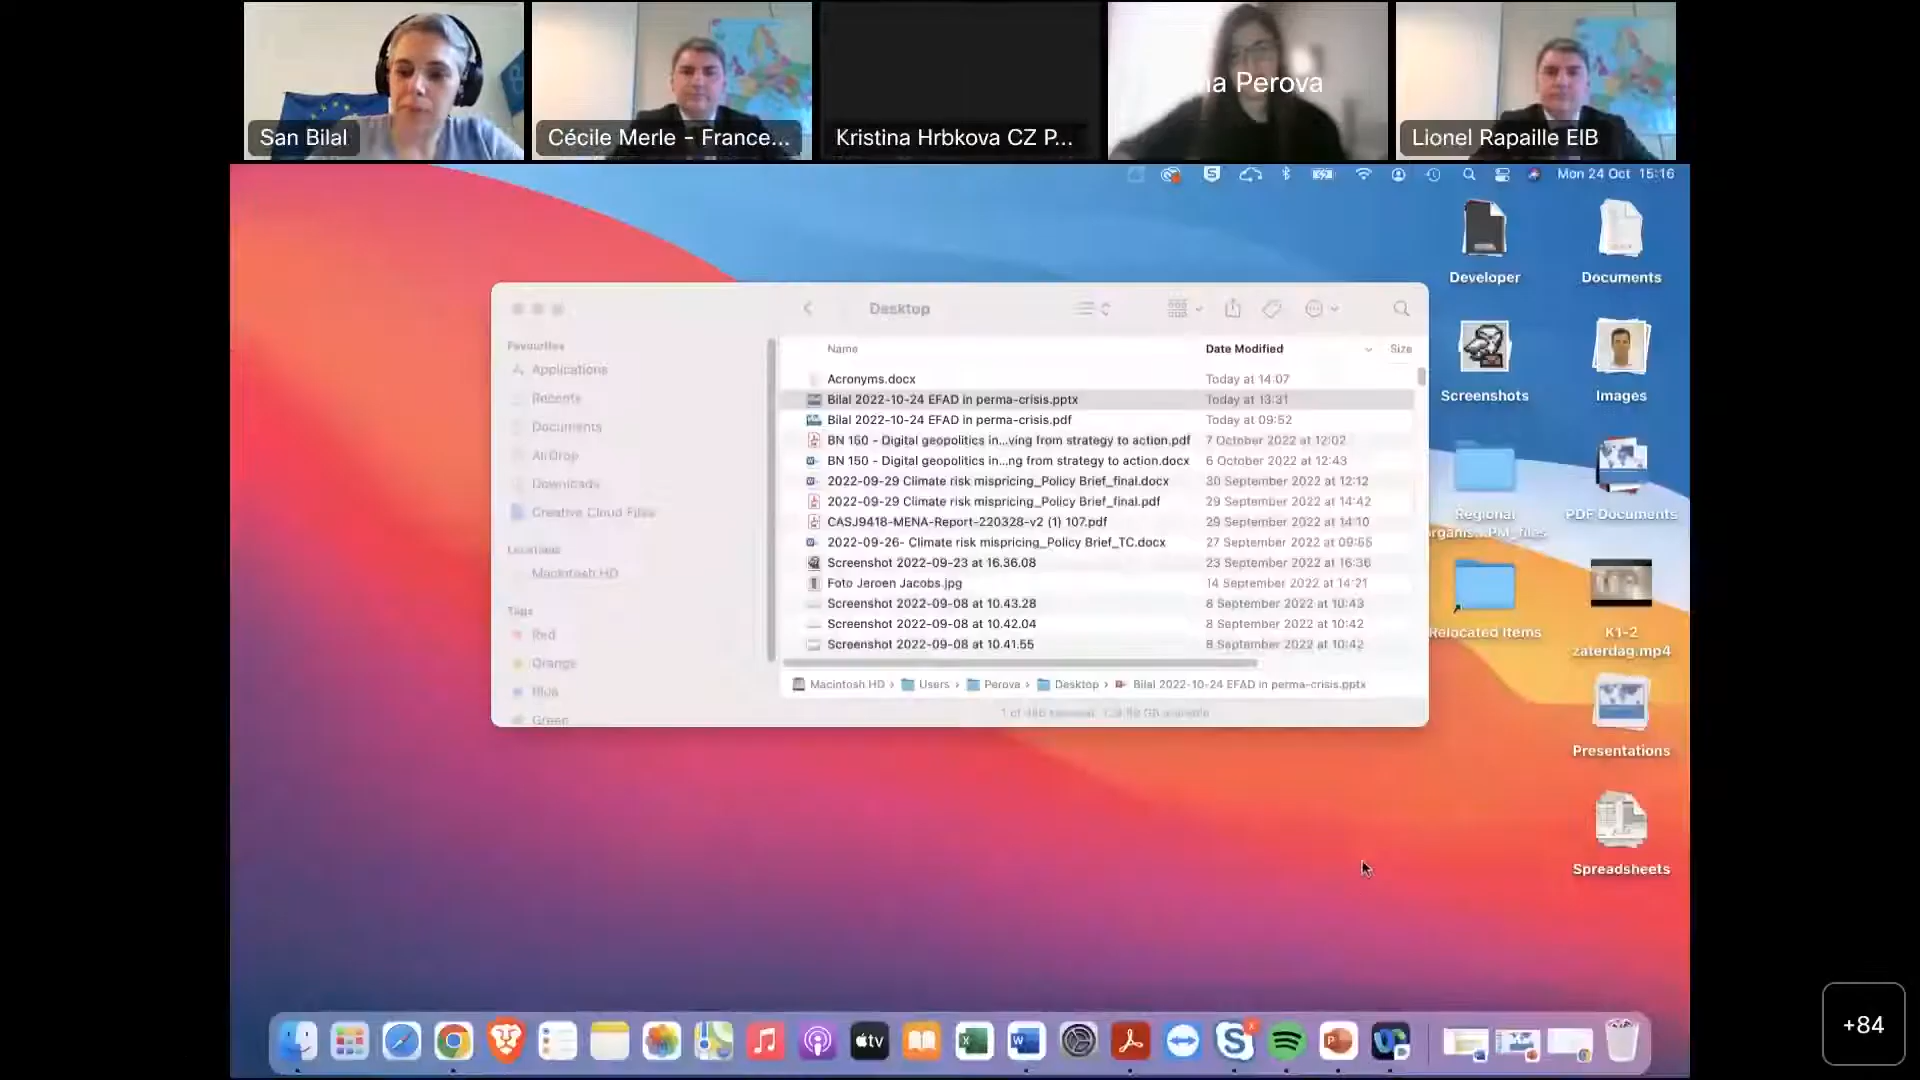 San Bilal
Cécile Merle - France...
Kristina Hrbkova CZ P...
na Perova
Lionel Rapaille EIB
Mon 24 Oct 15:16
Developer
Documents
Screenshots
Images
Regional
organis...PM_files
PDF Documents
Relocated Items
K1-2
zaterdag.mp4
Presentations
Spreadsheets
Desktop
Favourites
Applications
Recents
Documents
AirDrop
Downloads
Creative Cloud Files
Locations
Macintosh HD
Tags
Red
Orange
Blue
Green
Name Date Modified Size
Acronyms.docx Today at 14:07
Bilal 2022-10-24 EFAD in perma-crisis.pptx Today at 13:31
Bilal 2022-10-24 EFAD in perma-crisis.pdf Today at 09:52
BN 150 - Digital geopolitics in...ving from strategy to action.pdf 7 October 2022 at 12:02
BN 150 - Digital geopolitics in...ng from strategy to action.docx 6 October 2022 at 12:43
2022-09-29 Climate risk mispricing_Policy Brief_final.docx 30 September 2022 at 12:12
2022-09-29 Climate risk mispricing_Policy Brief_final.pdf 29 September 2022 at 14:42
CASJ9418-MENA-Report-220328-v2 (1) 107.pdf 29 September 2022 at 14:10
2022-09-26- Climate risk mispricing_Policy Brief_TC.docx 27 September 2022 at 09:55
Screenshot 2022-09-23 at 16.36.08 23 September 2022 at 16:36
Foto Jeroen Jacobs.jpg 14 September 2022 at 14:21
Screenshot 2022-09-08 at 10.43.28 8 September 2022 at 10:43
Screenshot 2022-09-08 at 10.42.04 8 September 2022 at 10:42
Screenshot 2022-09-08 at 10.41.55 8 September 2022 at 10:42
Macintosh HD › Users › Perova › Desktop › Bilal 2022-10-24 EFAD in perma-crisis.pptx
tv
+84